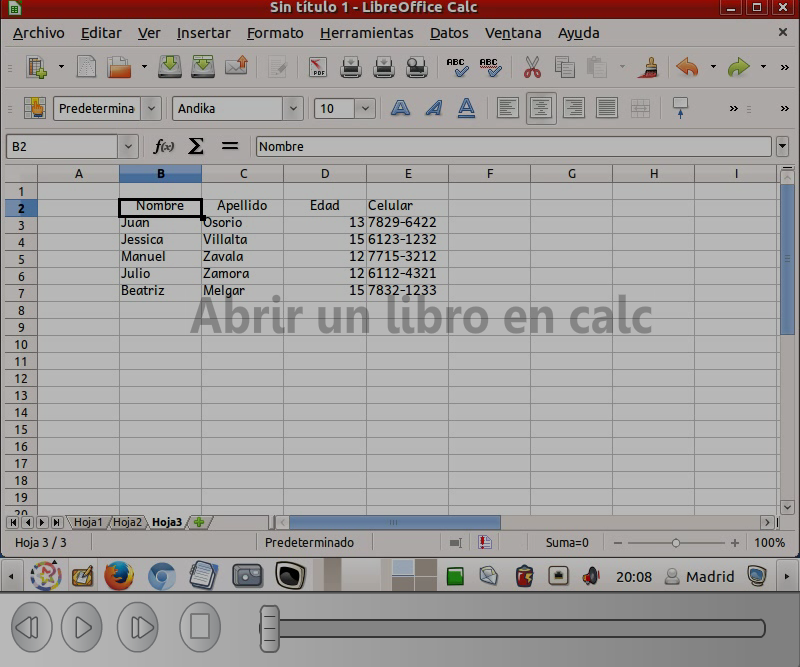 Sin título 1 - LibreOffice Calc
Archivo Editar Ver Insertar Formato Herramientas Datos Ventana Ayuda
PDF ABC ABC
Predetermina Andika 10
B2 f(x) Σ = Nombre
A B C D E F G H I
1
2 Nombre Apellido Edad Celular
3 Juan Osorio 13 7829-6422
4 Jessica Villalta 15 6123-1232
5 Manuel Zavala 12 7715-3212
6 Julio Zamora 12 6112-4321
7 Beatriz Melgar 15 7832-1233
8
Abrir un libro en calc
9
10
11
12
13
14
15
16
17
18
19
20
Hoja1 Hoja2 Hoja3
Hoja 3 / 3 Predeterminado Suma=0 100%
20:08 Madrid